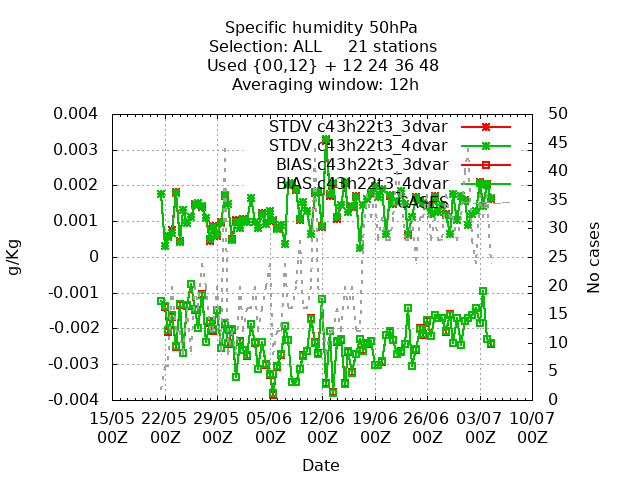 Specific humidity 50hPa
Selection: ALL 21 stations
Used {00,12} + 12 24 36 48
Averaging window: 12h
0.004
0.003
0.002
0.001
0
-0.001
-0.002
-0.003
-0.004
g/Kg
STDV c43h22t3_3dvar
STDV c43h22t3_4dvar
BIAS c43h22t3_3dvar
BIAS c43h22t3_4dvar
CASES
50
45
40
35
30
25
20
15
10
5
0
No cases
15/05 22/05 29/05 05/06 12/06 19/06 26/06 03/07 10/07
00Z 00Z 00Z 00Z 00Z 00Z 00Z 00Z 00Z
Date